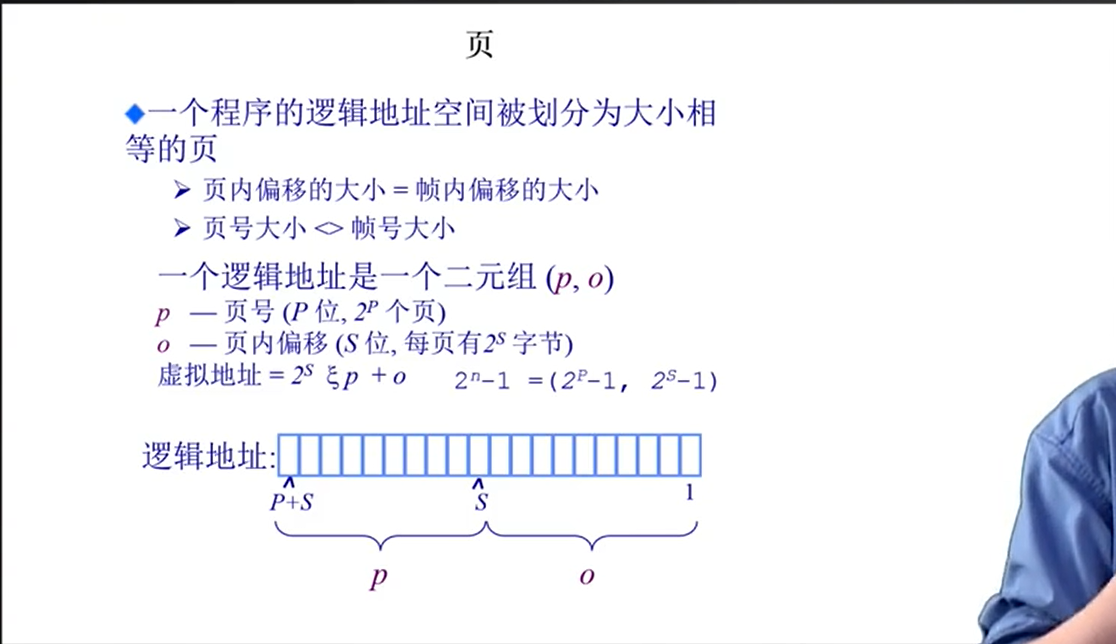 页
◆一个程序的逻辑地址空间被划分为大小相
等的页
➢ 页内偏移的大小 = 帧内偏移的大小
➢ 页号大小 <> 帧号大小
一个逻辑地址是一个二元组 (p, o)
p — 页号 (P 位, 2^P 个页)
o — 页内偏移 (S 位, 每页有2^S 字节)
虚拟地址 = 2^S ξ p + o 2^n-1 =(2^P-1, 2^S-1)
逻辑地址:
P+S S 1
p o